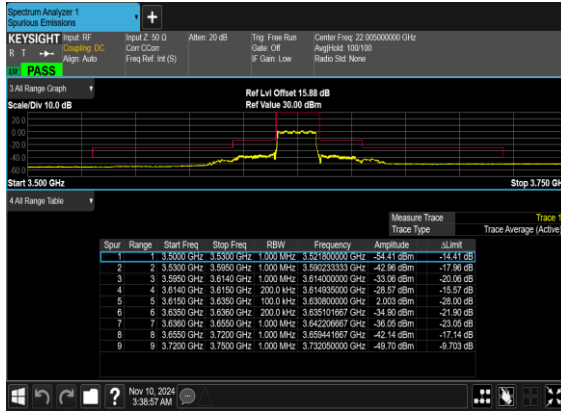 Spectrum Analyzer 1
Spurious Emissions
KEYSIGHT
R T
LU PASS
Input: RF
Coupling: DC
Align: Auto
Input Z: 50 Ω
Corr CCorr
Freq Ref: Int (S)
Atten: 20 dB
Trig: Free Run
Gate: Off
IF Gain: Low
Center Freq: 22.005000000 GHz
Avg|Hold: 100/100
Radio Std: None
3 All Range Graph
Scale/Div 10.0 dB
Ref Lvl Offset 15.88 dB
Ref Value 30.00 dBm
20.0
0.00
-20.0
-40.0
-60.0
Start 3.500 GHz
Stop 3.750 GH
4 All Range Table
Measure Trace Trace 1
Trace Type Trace Average (Active)
Spur Range Start Freq Stop Freq RBW Frequency Amplitude ΔLimit
1 1 3.5000 GHz 3.5300 GHz 1.000 MHz 3.521800000 GHz -54.41 dBm -14.41 dB
2 2 3.5300 GHz 3.5950 GHz 1.000 MHz 3.590233333 GHz -42.96 dBm -17.96 dB
3 3 3.5950 GHz 3.6140 GHz 1.000 MHz 3.614000000 GHz -33.06 dBm -20.06 dB
4 4 3.6140 GHz 3.6150 GHz 200.0 kHz 3.614935000 GHz -28.57 dBm -15.57 dB
5 5 3.6150 GHz 3.6350 GHz 100.0 kHz 3.630800000 GHz 2.003 dBm -28.00 dB
6 6 3.6350 GHz 3.6360 GHz 200.0 kHz 3.635101667 GHz -34.90 dBm -21.90 dB
7 7 3.6360 GHz 3.6550 GHz 1.000 MHz 3.642206667 GHz -36.05 dBm -23.05 dB
8 8 3.6550 GHz 3.7200 GHz 1.000 MHz 3.659441667 GHz -42.14 dBm -17.14 dB
9 9 3.7200 GHz 3.7500 GHz 1.000 MHz 3.732050000 GHz -49.70 dBm -9.703 dB
Nov 10, 2024
3:38:57 AM